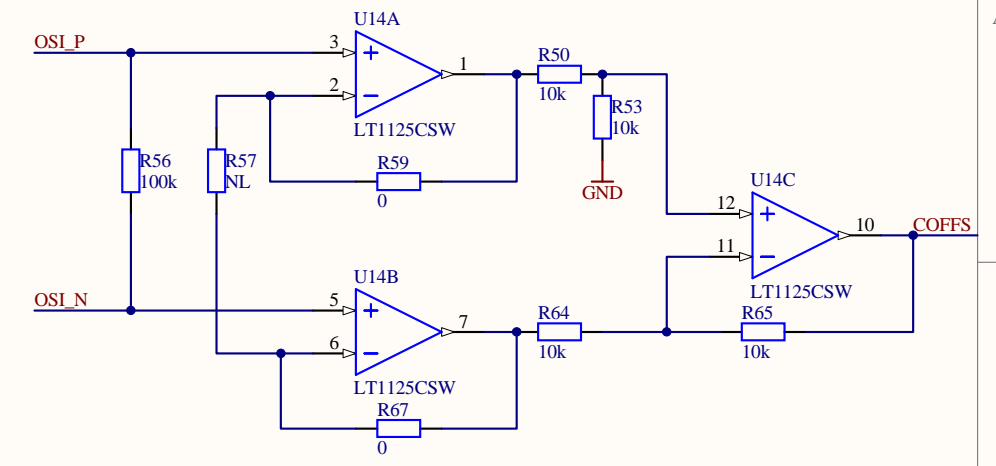 U14A
OSI_P
3
1
2
LT1125CSW
R50
10k
R53
10k
GND
R56
100k
R57
NL
R59
0
U14C
12
10
COFFS
11
LT1125CSW
U14B
OSI_N
5
7
6
LT1125CSW
R64
10k
R65
10k
R67
0